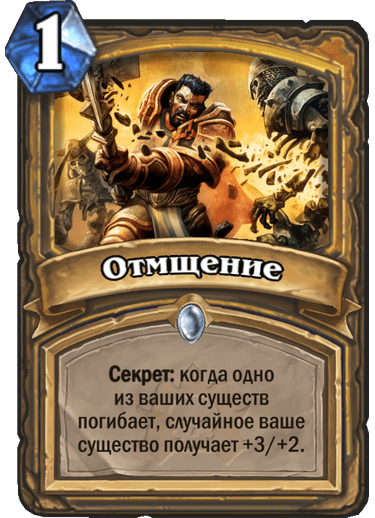 1
Отмщение
Секрет: когда одно
из ваших существ
погибает, случайное ваше
существо получает +3/+2.